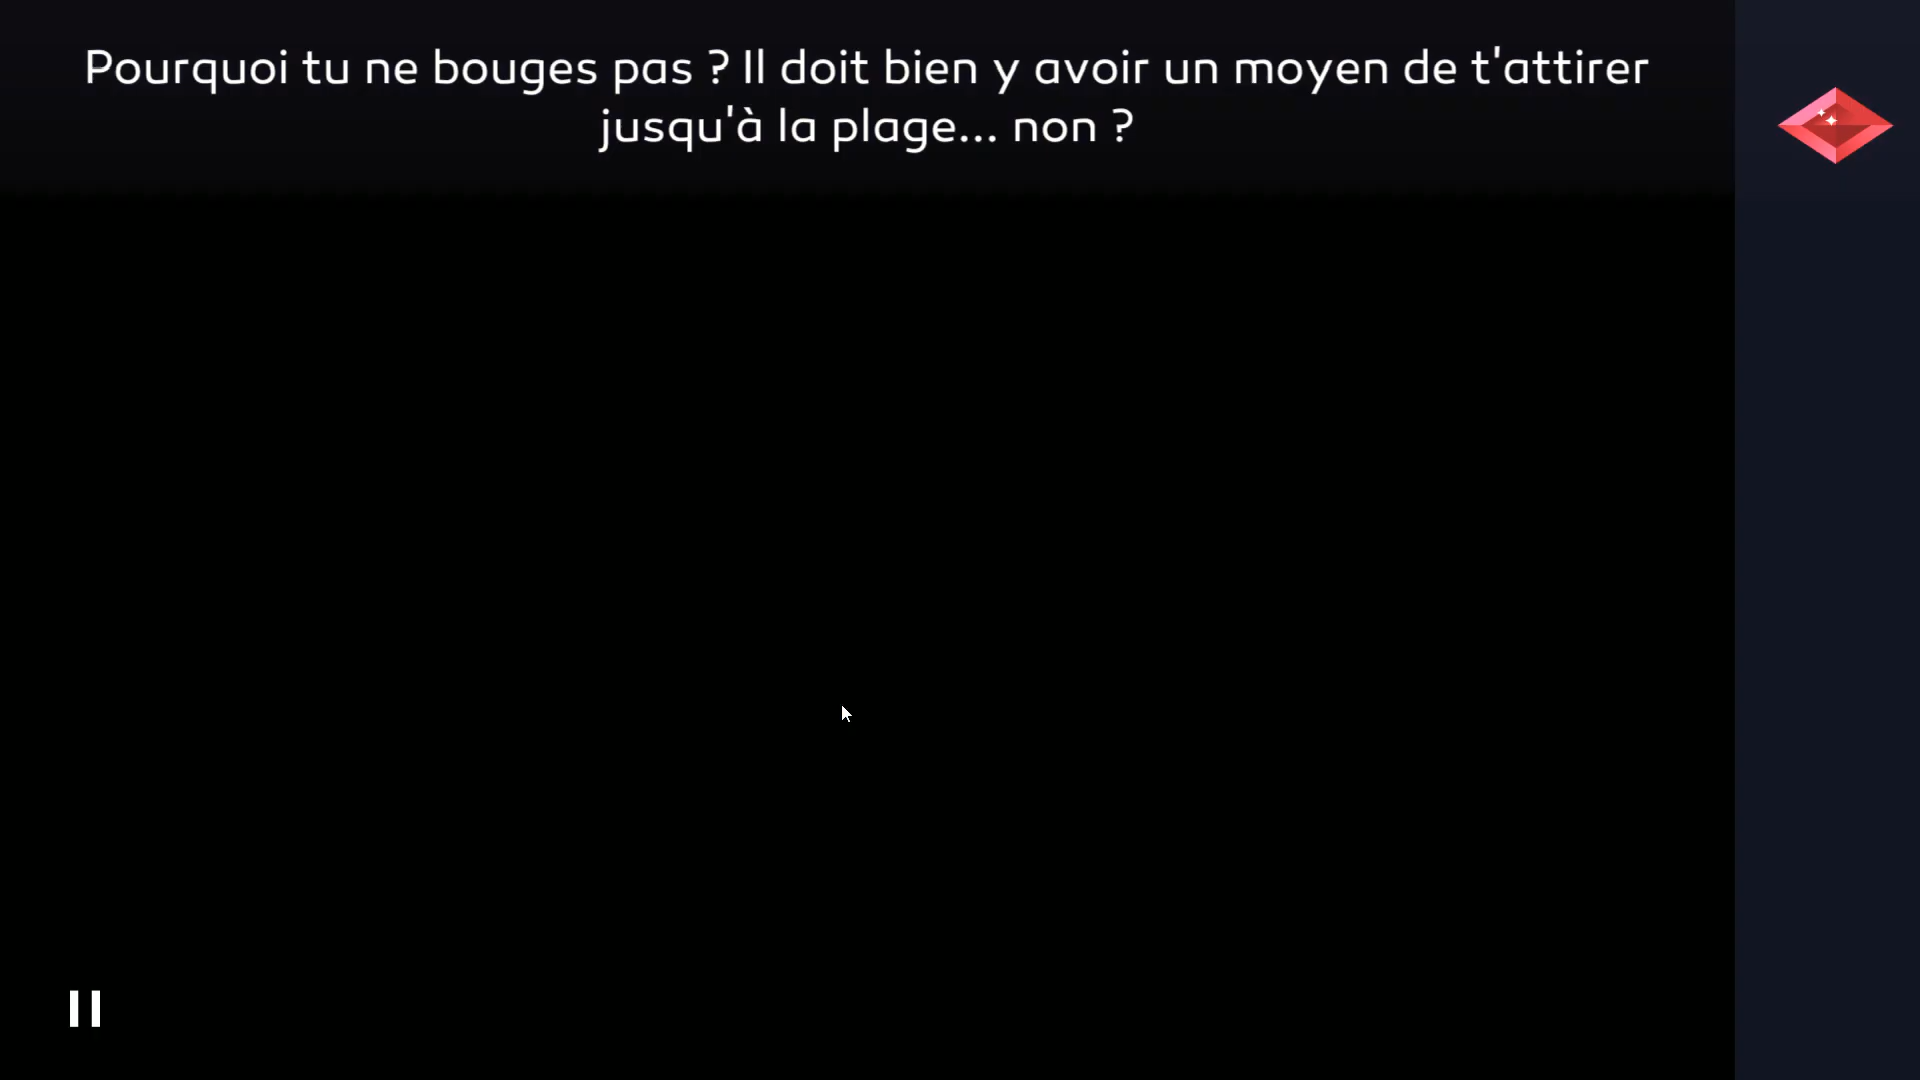 Pourquoi tu ne bouges pas ? Il doit bien y avoir un moyen de t'attirer
jusqu'à la plage... non ?